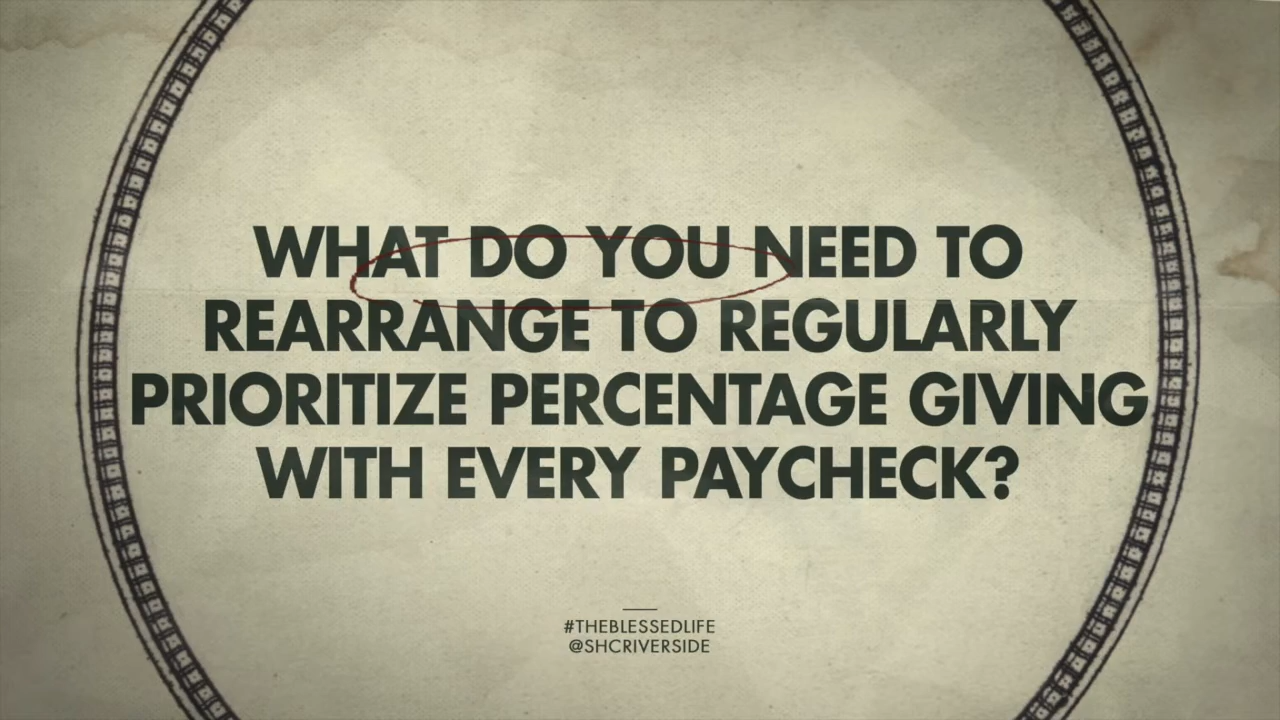 WHAT DO YOU NEED TO
REARRANGE TO REGULARLY
PRIORITIZE PERCENTAGE GIVING
WITH EVERY PAYCHECK?
#THEBLESSEDLIFE
@SHCRIVERSIDE